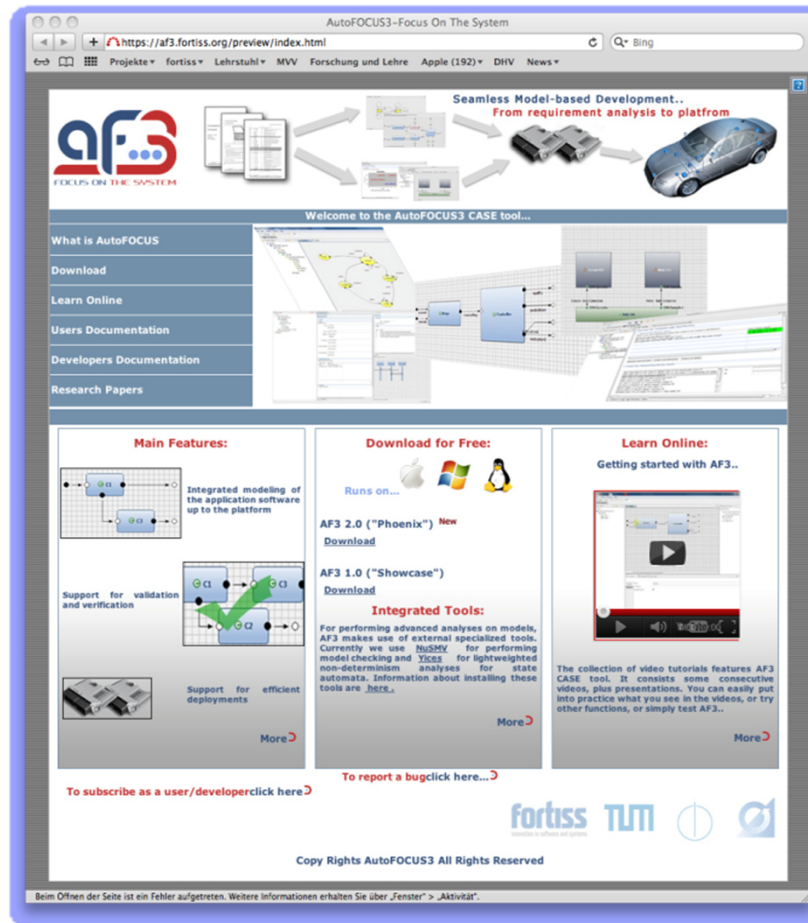 AutoFOCUS3–Focus On The System
https://af3.fortiss.org/preview/index.html
Bing
Projekte fortiss Lehrstuhl MVV Forschung und Lehre Apple (192) DHV News
Seamless Model-based Development..
From requirement analysis to platfrom
af3
FOCUS ON THE SYSTEM
Welcome to the AutoFOCUS3 CASE tool...
What is AutoFOCUS
Download
Learn Online
Users Documentation
Developers Documentation
Research Papers
Main Features:
C1
C3
Integrated modeling of
the application software
up to the platform
Support for validation
and verification
C1
C2
Support for efficient
deployments
More
Download for Free:
Runs on...
AF3 2.0 ("Phoenix") New
Download
AF3 1.0 ("Showcase")
Download
Integrated Tools:
For performing advanced analyses on models,
AF3 makes use of external specialized tools.
Currently we use NuSMV for performing
model checking and Yices for lightweighted
non-determinism analyses for state
automata. Information about installing these
tools are here .
More
Learn Online:
Getting started with AF3..
The collection of video tutorials features AF3
CASE tool. It consists some consecutive
videos, plus presentations. You can easily put
into practice what you see in the videos, or try
other functions, or simply test AF3..
More
To subscribe as a user/developerclick here
To report a bugclick here...
fortiss
TUM
Copy Rights AutoFOCUS3 All Rights Reserved
Beim Öffnen der Seite ist ein Fehler aufgetreten. Weitere Informationen erhalten Sie über „Fenster“ > „Aktivität“.